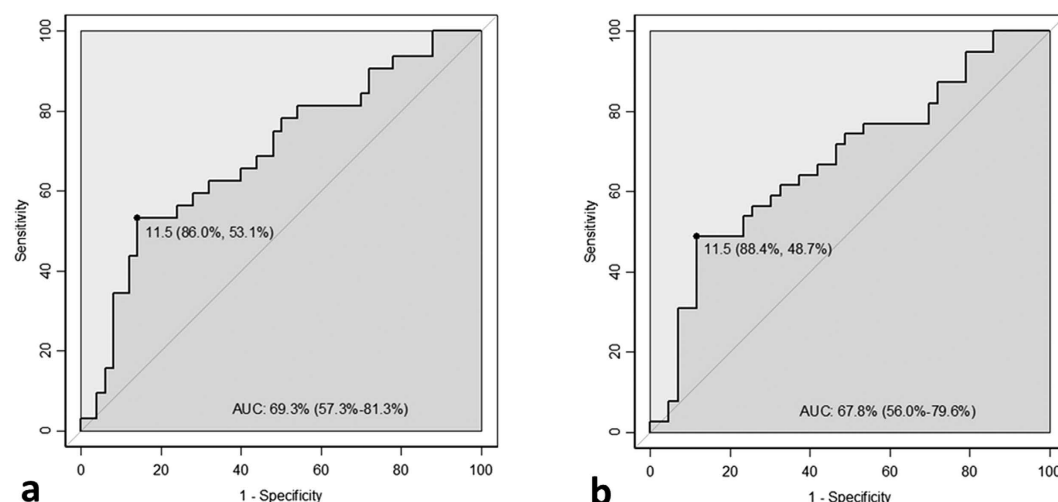 100
80
60
40
20
0
Sensitivity
11.5 (86.0%, 53.1%)
AUC: 69.3% (57.3%-81.3%)
0 20 40 60 80 100
1 - Specificity
a
100
80
60
40
20
0
Sensitivity
11.5 (88.4%, 48.7%)
AUC: 67.8% (56.0%-79.6%)
0 20 40 60 80 100
1 - Specificity
b